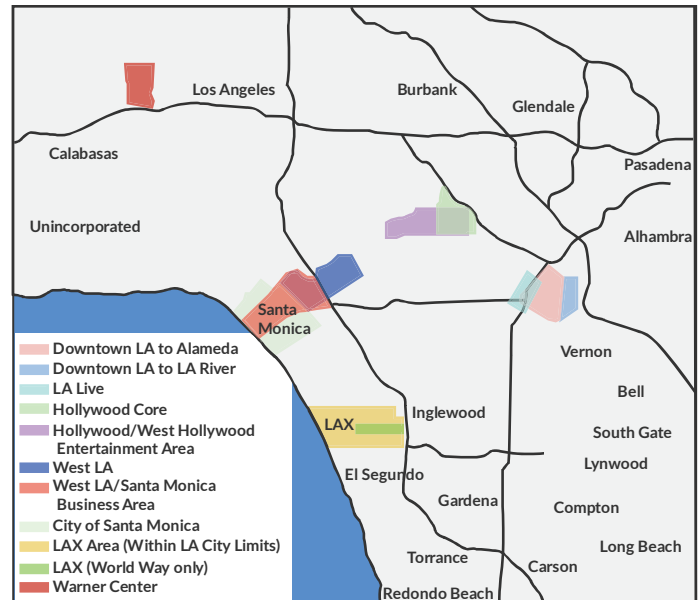 Los Angeles
Burbank
Glendale
Calabasas
Pasadena
Unincorporated
Alhambra
Santa
Monica
Vernon
Bell
Inglewood
LAX
South Gate
Lynwood
El Segundo
Gardena
Compton
Long Beach
Torrance
Carson
Redondo Beach
Downtown LA to Alameda
Downtown LA to LA River
LA Live
Hollywood Core
Hollywood/West Hollywood
Entertainment Area
West LA
West LA/Santa Monica
Business Area
City of Santa Monica
LAX Area (Within LA City Limits)
LAX (World Way only)
Warner Center